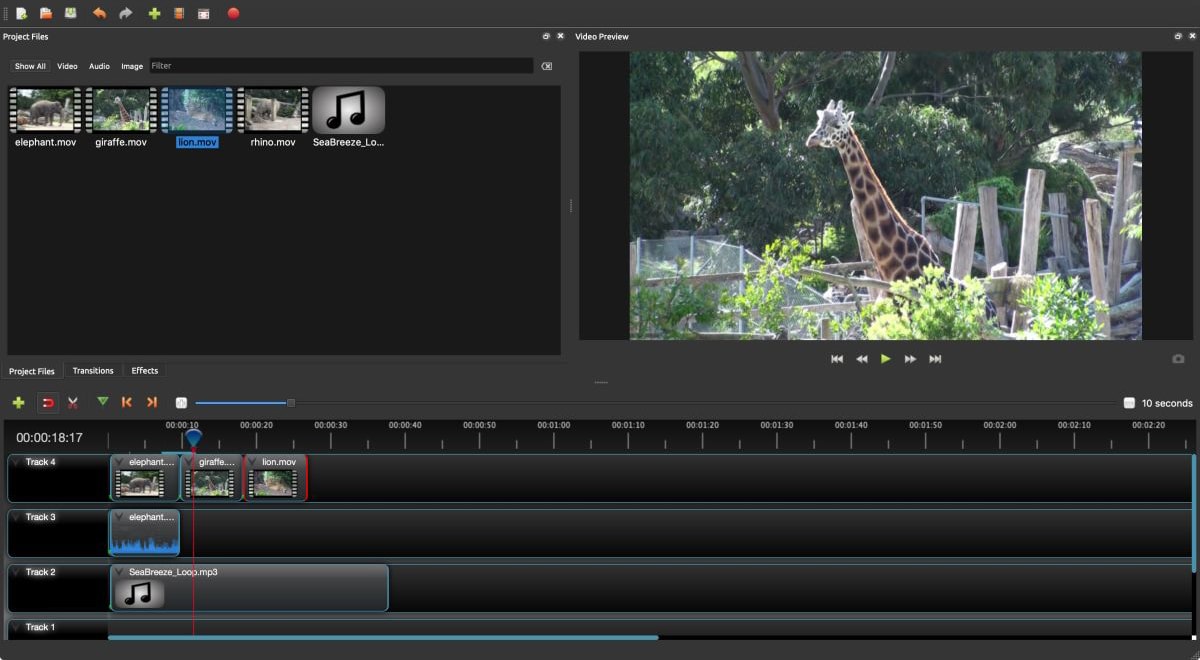 Project Files
Video Preview
Show All Video Audio Image Filter
elephant.mov giraffe.mov lion.mov rhino.mov SeaBreeze_Lo...
Project Files Transitions Effects
10 seconds
00:00:18:17
00:00:10 00:00:20 00:00:30 00:00:40 00:00:50 00:01:00 00:01:10 00:01:20 00:01:30 00:01:40 00:01:50 00:02:00 00:02:10 00:02:20
Track 4 elephant.... giraffe.... lion.mov
Track 3 elephant....
Track 2 SeaBreeze_Loop.mp3
Track 1